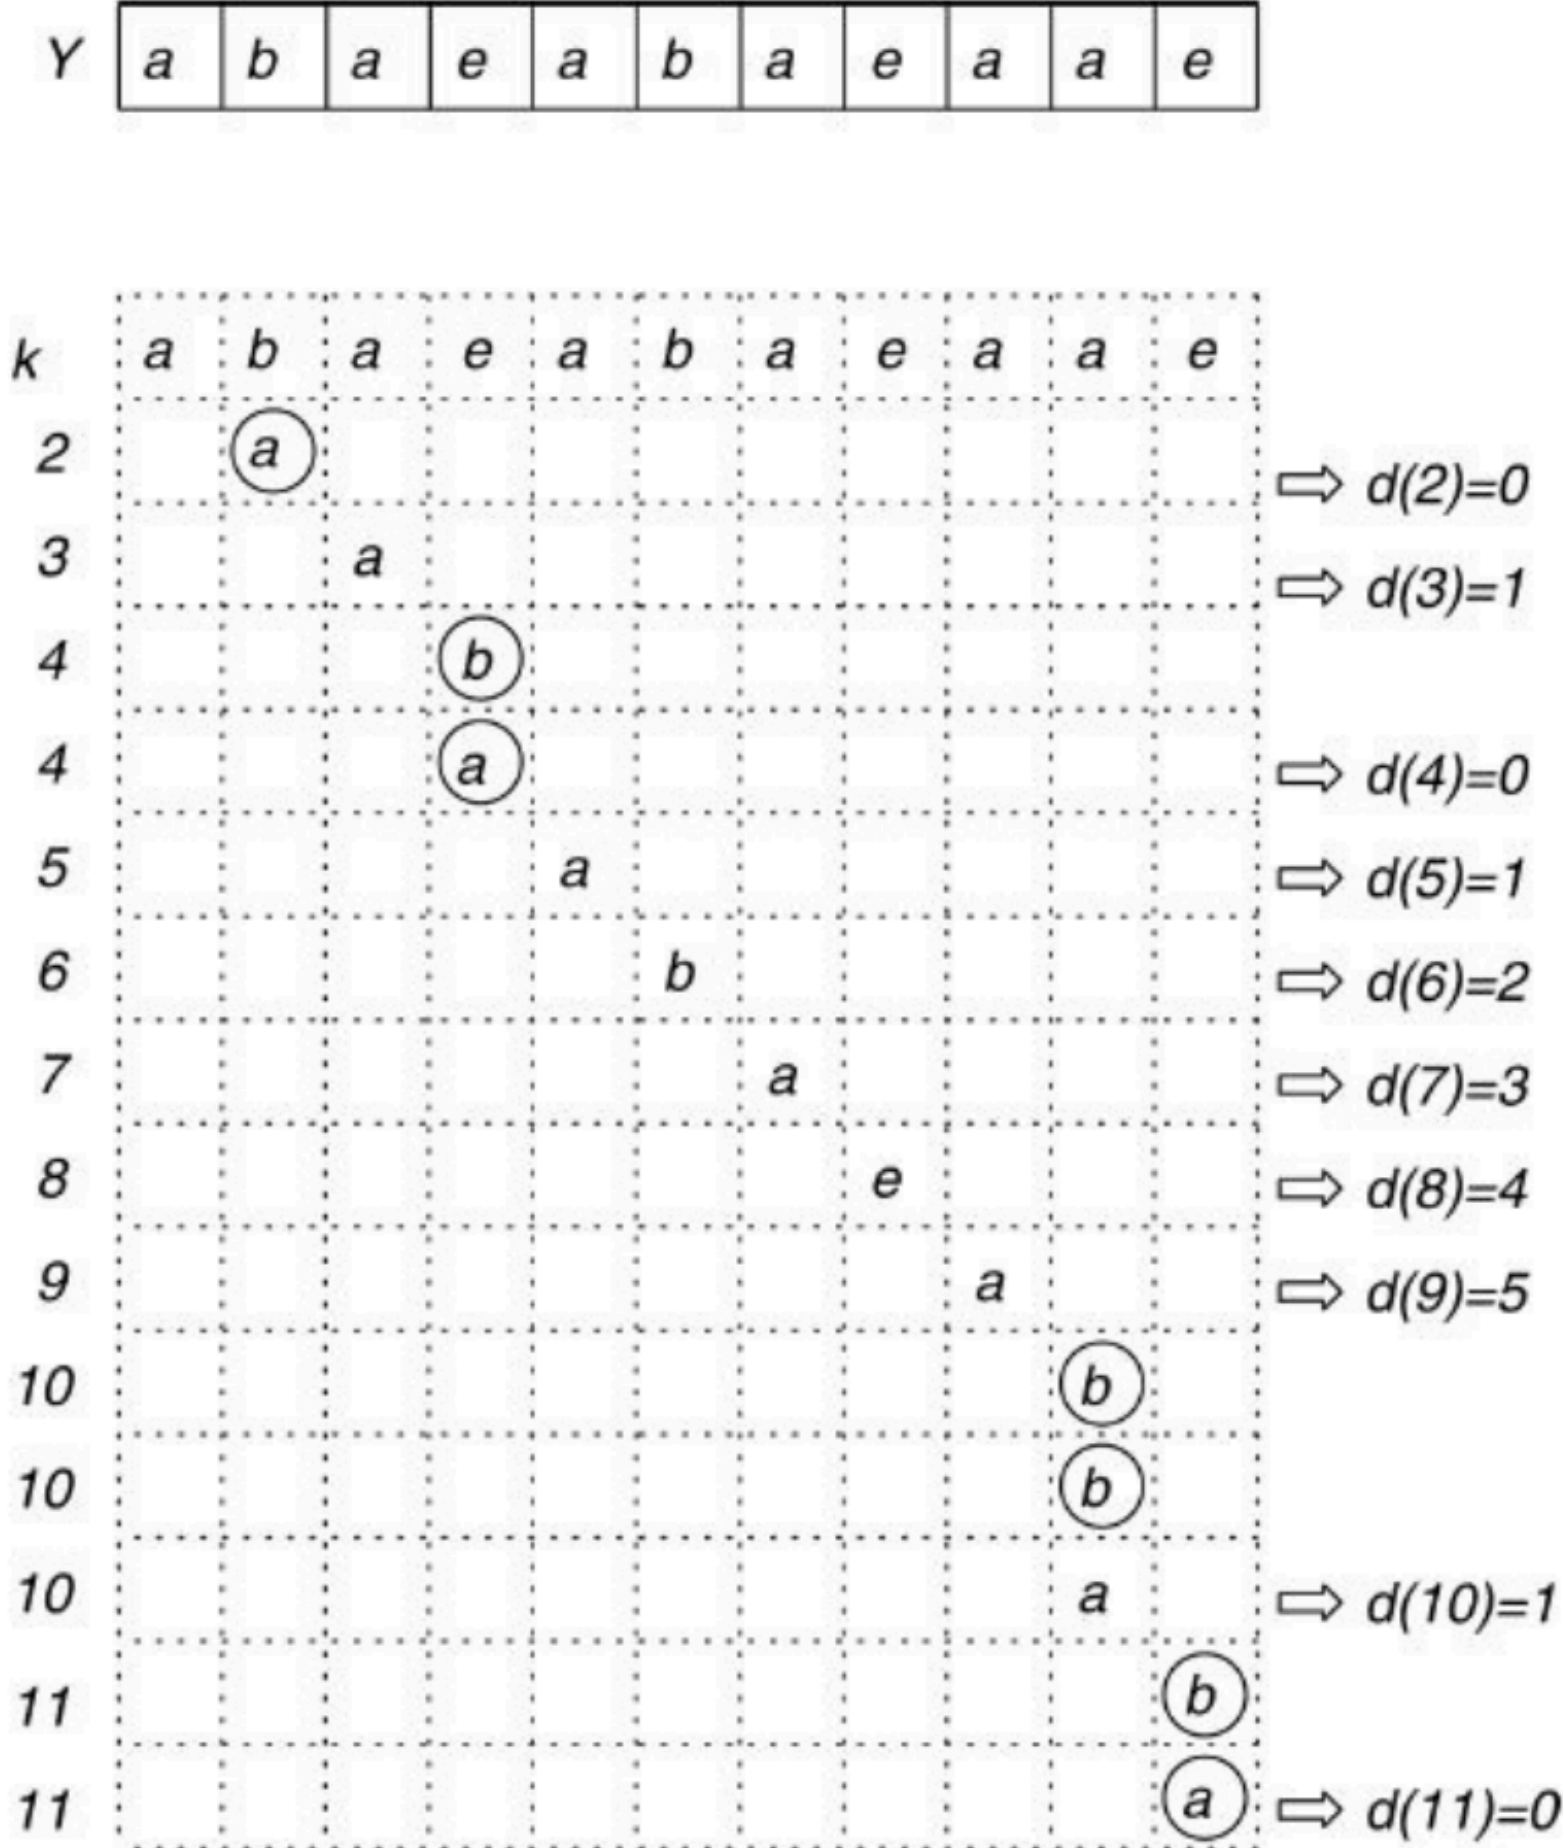 Y a b a e a b a e a a e
k a b a e a b a e a a e
2 a ⇨ d(2)=0
3 a ⇨ d(3)=1
4 b
4 a ⇨ d(4)=0
5 a ⇨ d(5)=1
6 b ⇨ d(6)=2
7 a ⇨ d(7)=3
8 e ⇨ d(8)=4
9 a ⇨ d(9)=5
10 b
10 b
10 a ⇨ d(10)=1
11 b
11 a ⇨ d(11)=0